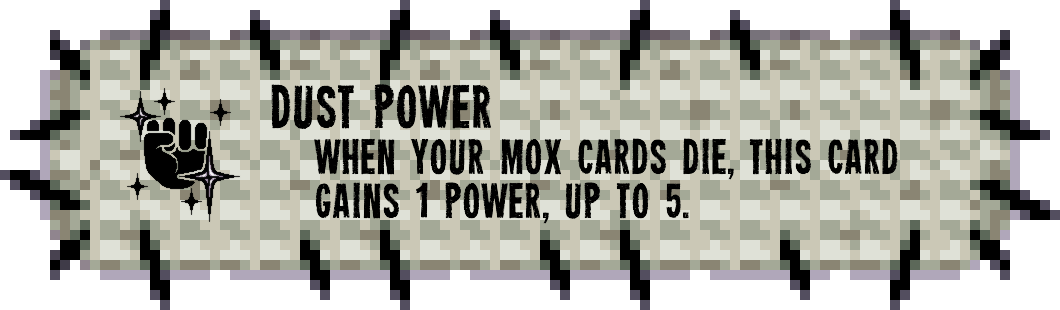 DUST POWER
WHEN YOUR MOX CARDS DIE, THIS CARD
GAINS 1 POWER, UP TO 5.